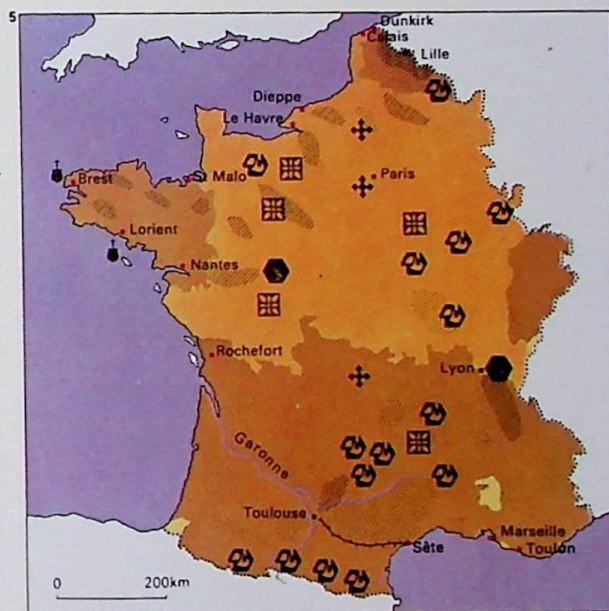 5
Dunkirk
Calais
Lille
Dieppe
Le Havre
Paris
Brest
St Malo
Lorient
Nantes
Rochefort
Lyon
Garonne
Toulouse
Marseille
Sête
Toulon
0 200km